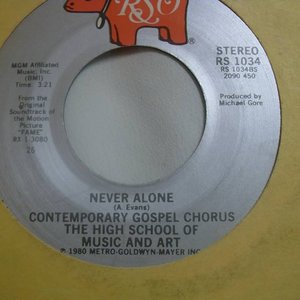 RSO
STEREO
RS 1034
RS 1034BS
2090 450
MGM Affiliated
Music, Inc.
(BMI)
Time: 3:21
From the
Original
Soundtrack of
the Motion
Picture
"FAME"
RX-1-3080
26
Produced by
Michael Gore
NEVER ALONE
(A. Evans)
CONTEMPORARY GOSPEL CHORUS
THE HIGH SCHOOL OF
MUSIC AND ART
℗ 1980 METRO-GOLDWYN-MAYER INC